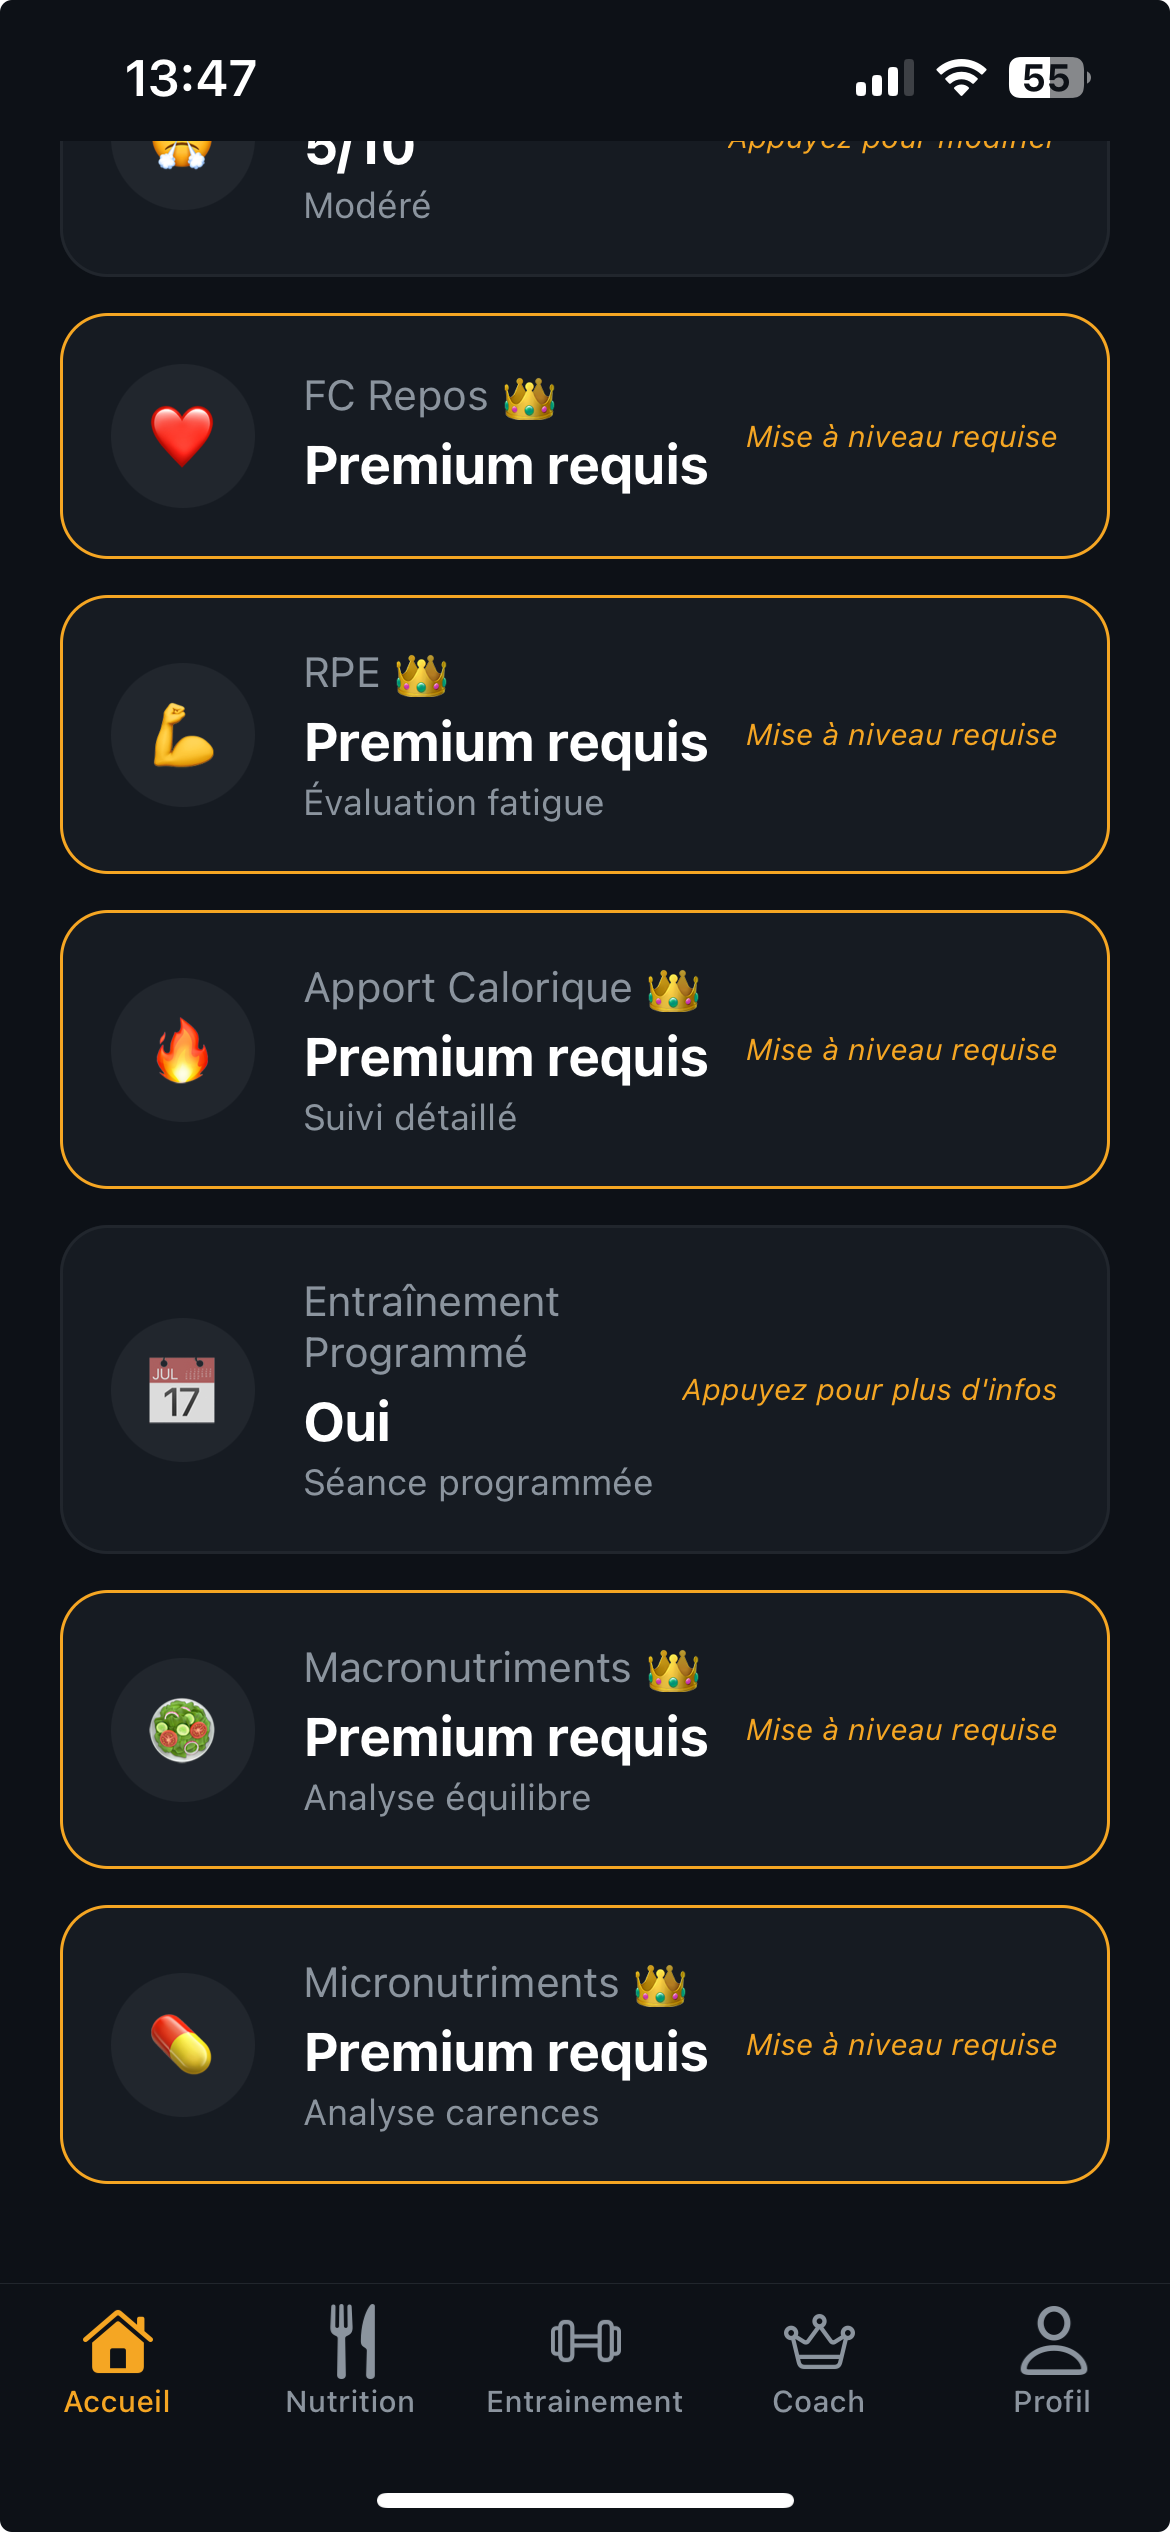 13:47
55
5/10
Appuyez pour modifier
Modéré
FC Repos
Premium requis
Mise à niveau requise
RPE
Premium requis
Mise à niveau requise
Évaluation fatigue
Apport Calorique
Premium requis
Mise à niveau requise
Suivi détaillé
JUL
17
Entraînement
Programmé
Oui
Appuyez pour plus d'infos
Séance programmée
Macronutriments
Premium requis
Mise à niveau requise
Analyse équilibre
Micronutriments
Premium requis
Mise à niveau requise
Analyse carences
Accueil
Nutrition
Entrainement
Coach
Profil